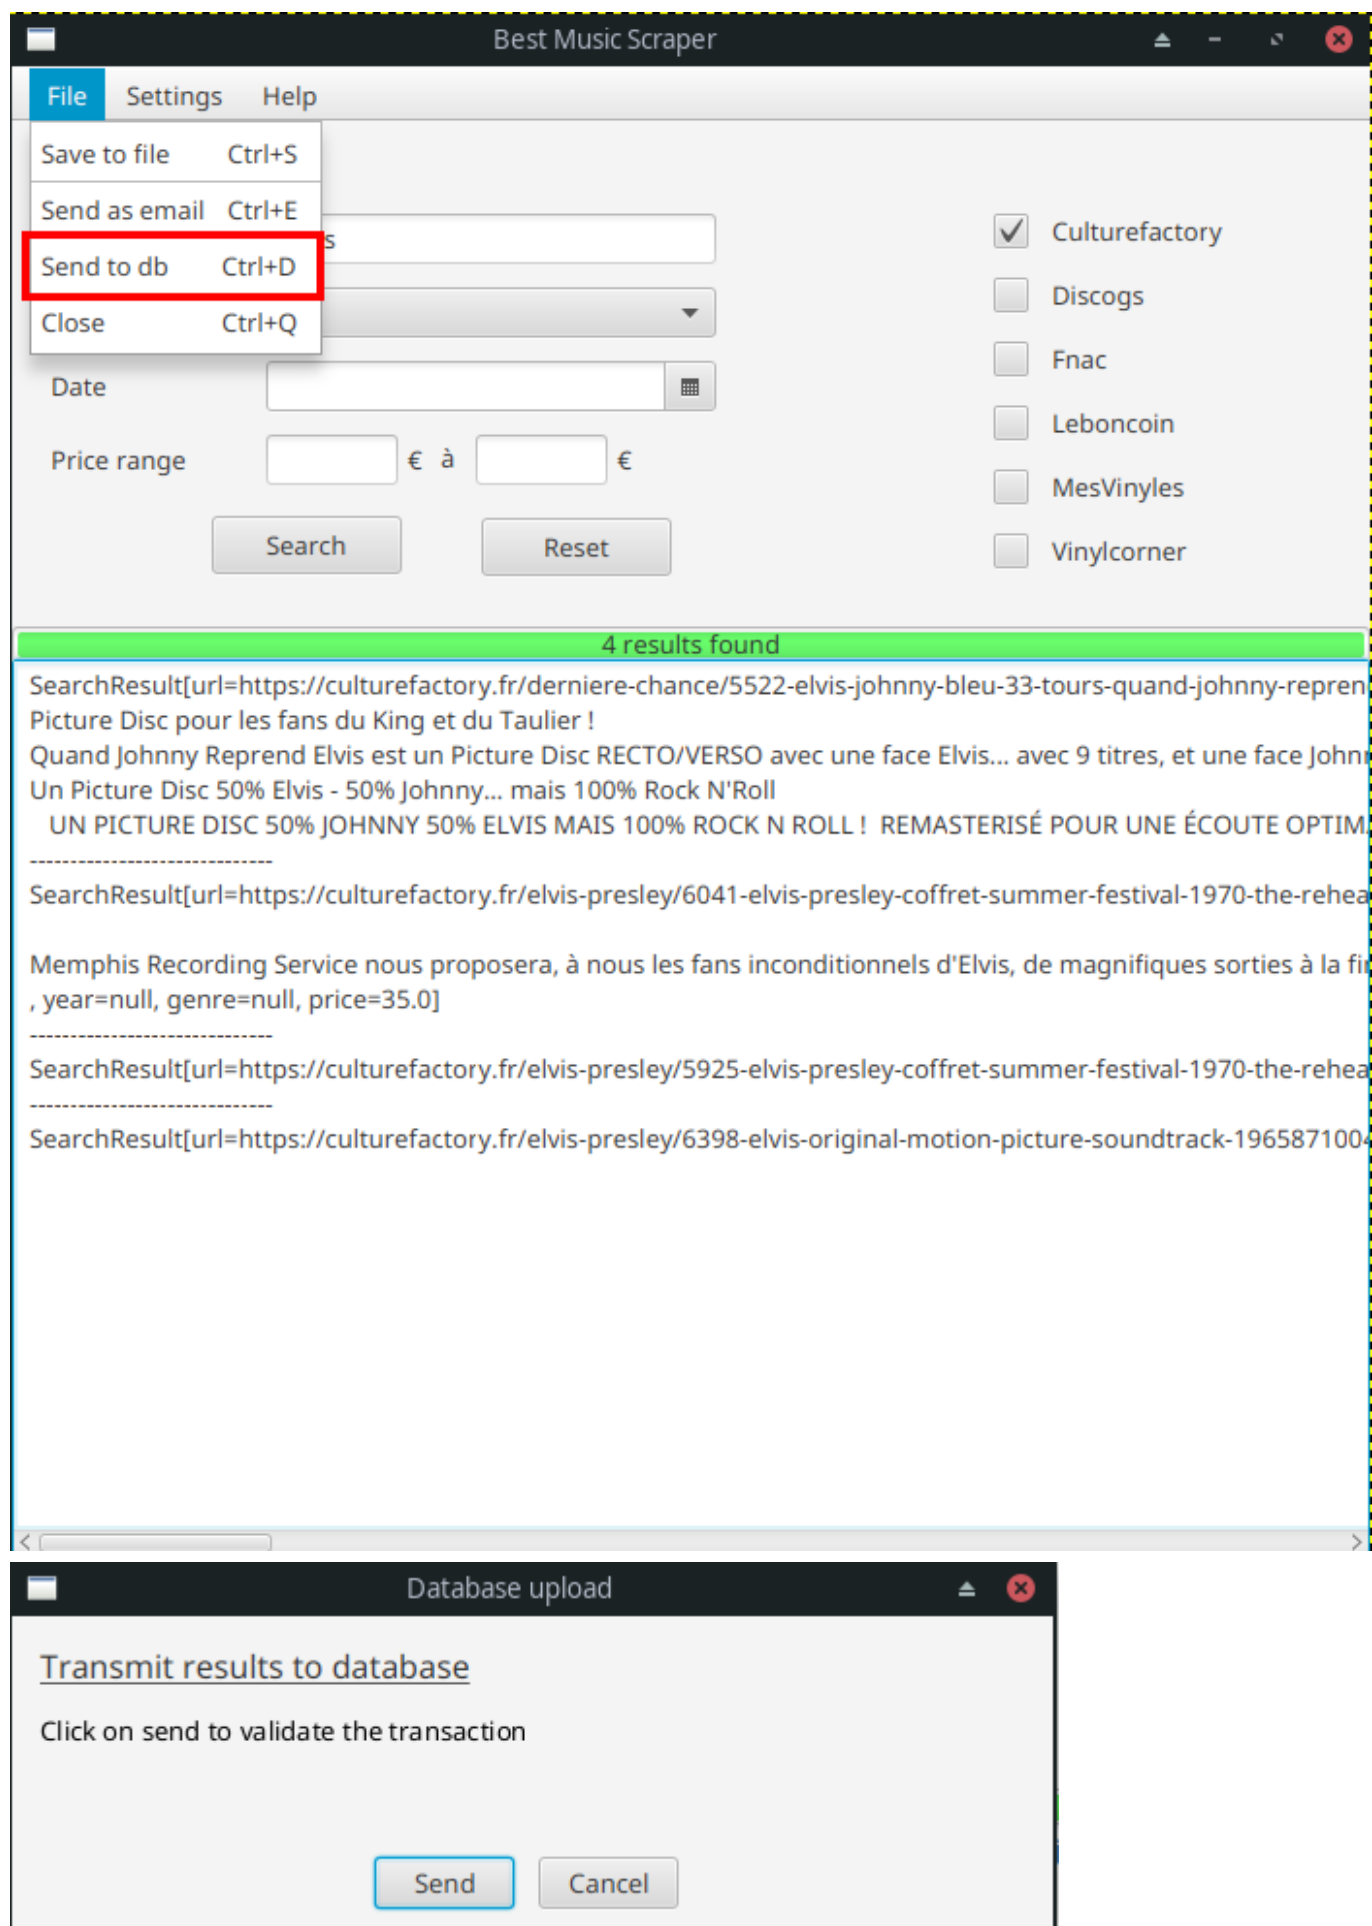 Best Music Scraper
File Settings Help
Save to file Ctrl+S
Send as email Ctrl+E
s
Send to db Ctrl+D
Close Ctrl+Q
Date
Price range € à €
Search Reset
Culturefactory
Discogs
Fnac
Leboncoin
MesVinyles
Vinylcorner
4 results found
SearchResult[url=https://culturefactory.fr/derniere-chance/5522-elvis-johnny-bleu-33-tours-quand-johnny-repren
Picture Disc pour les fans du King et du Taulier !
Quand Johnny Reprend Elvis est un Picture Disc RECTO/VERSO avec une face Elvis... avec 9 titres, et une face John
Un Picture Disc 50% Elvis - 50% Johnny... mais 100% Rock N'Roll
UN PICTURE DISC 50% JOHNNY 50% ELVIS MAIS 100% ROCK N ROLL ! REMASTERISÉ POUR UNE ÉCOUTE OPTIM
------------------------------
SearchResult[url=https://culturefactory.fr/elvis-presley/6041-elvis-presley-coffret-summer-festival-1970-the-rehea
Memphis Recording Service nous proposera, à nous les fans inconditionnels d'Elvis, de magnifiques sorties à la fi
, year=null, genre=null, price=35.0]
------------------------------
SearchResult[url=https://culturefactory.fr/elvis-presley/5925-elvis-presley-coffret-summer-festival-1970-the-rehea
------------------------------
SearchResult[url=https://culturefactory.fr/elvis-presley/6398-elvis-original-motion-picture-soundtrack-1965871004
Database upload
Transmit results to database
Click on send to validate the transaction
Send Cancel